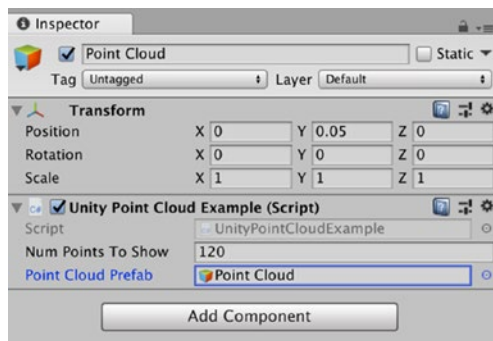 Inspector
Point Cloud Static
Tag Untagged Layer Default
Transform
Position X 0 Y 0.05 Z 0
Rotation X 0 Y 0 Z 0
Scale X 1 Y 1 Z 1
Unity Point Cloud Example (Script)
Script UnityPointCloudExample
Num Points To Show 120
Point Cloud Prefab Point Cloud
Add Component